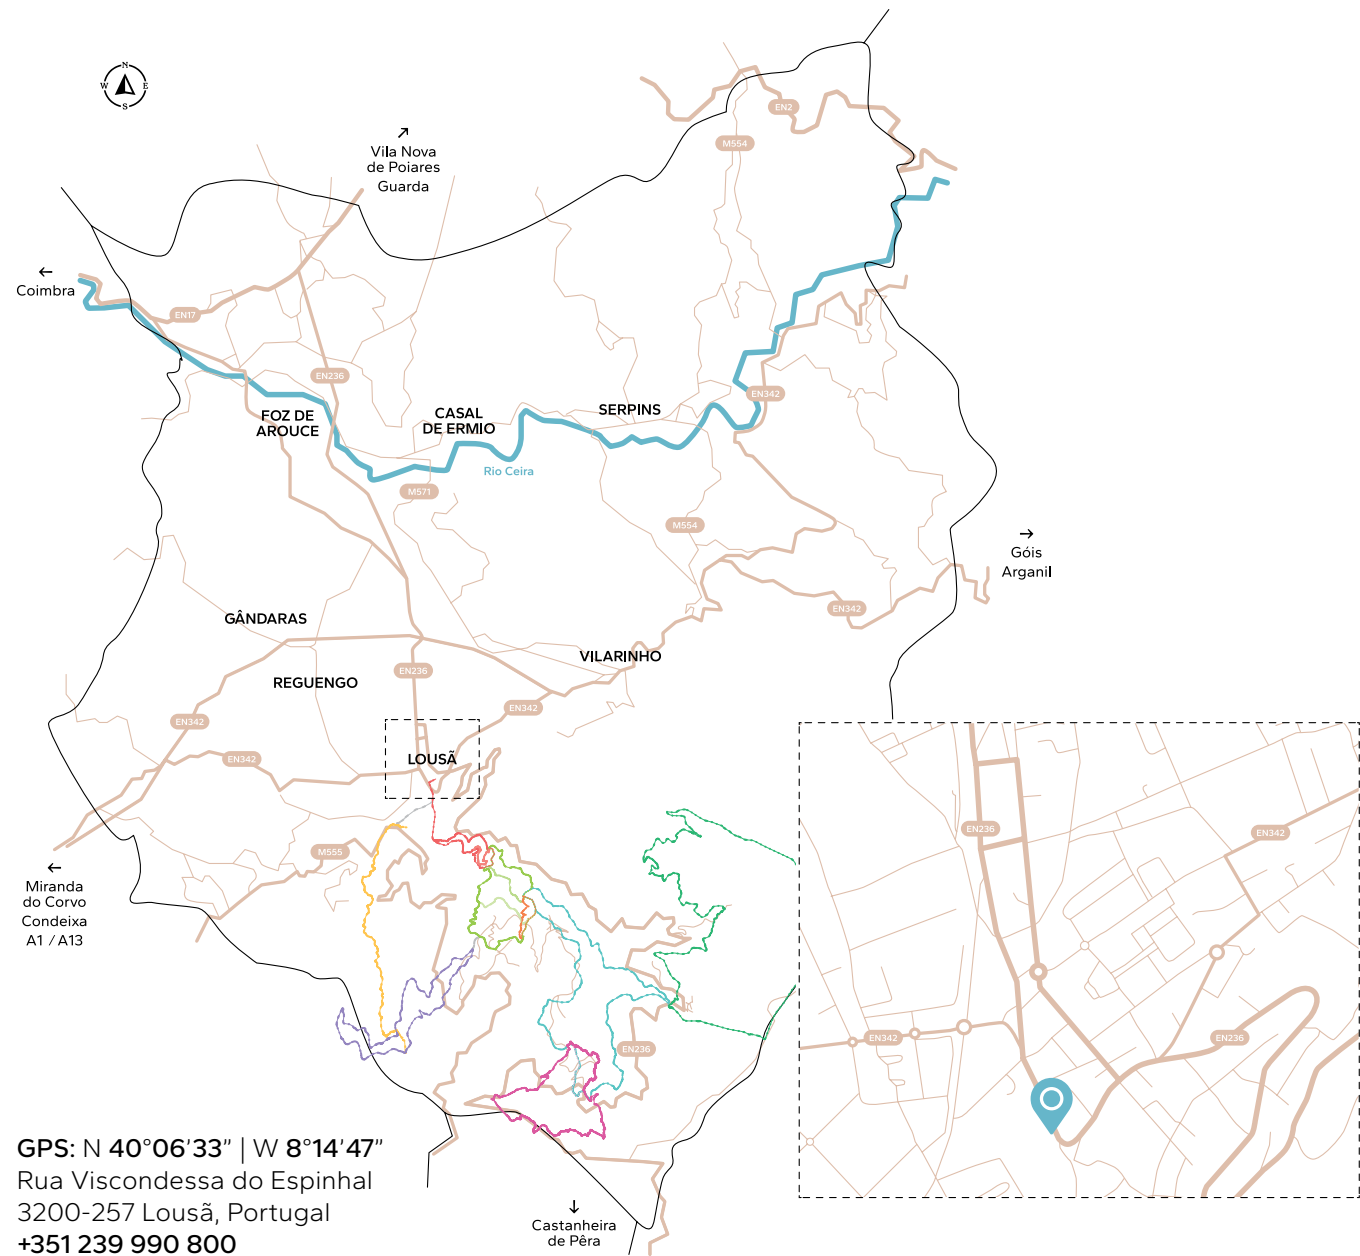 N
W E
S
EN2
M554
↗
Vila Nova
de Poiares
Guarda
←
Coimbra
EN17
EN236
EN342
FOZ DE
AROUCE
CASAL
DE ERMIO
SERPINS
Rio Ceira
M571
M554
→
Góis
Arganil
EN342
GÂNDARAS
VILARINHO
EN236
REGUENGO
EN342
EN342
LOUSÃ
EN342
M555
←
Miranda
do Corvo
Condeixa
A1 / A13
EN236
EN236
EN342
EN342
EN236
GPS: N 40°06’33” | W 8°14’47”
Rua Viscondessa do Espinhal
3200-257 Lousã, Portugal
+351 239 990 800
↓
Castanheira
de Pêra